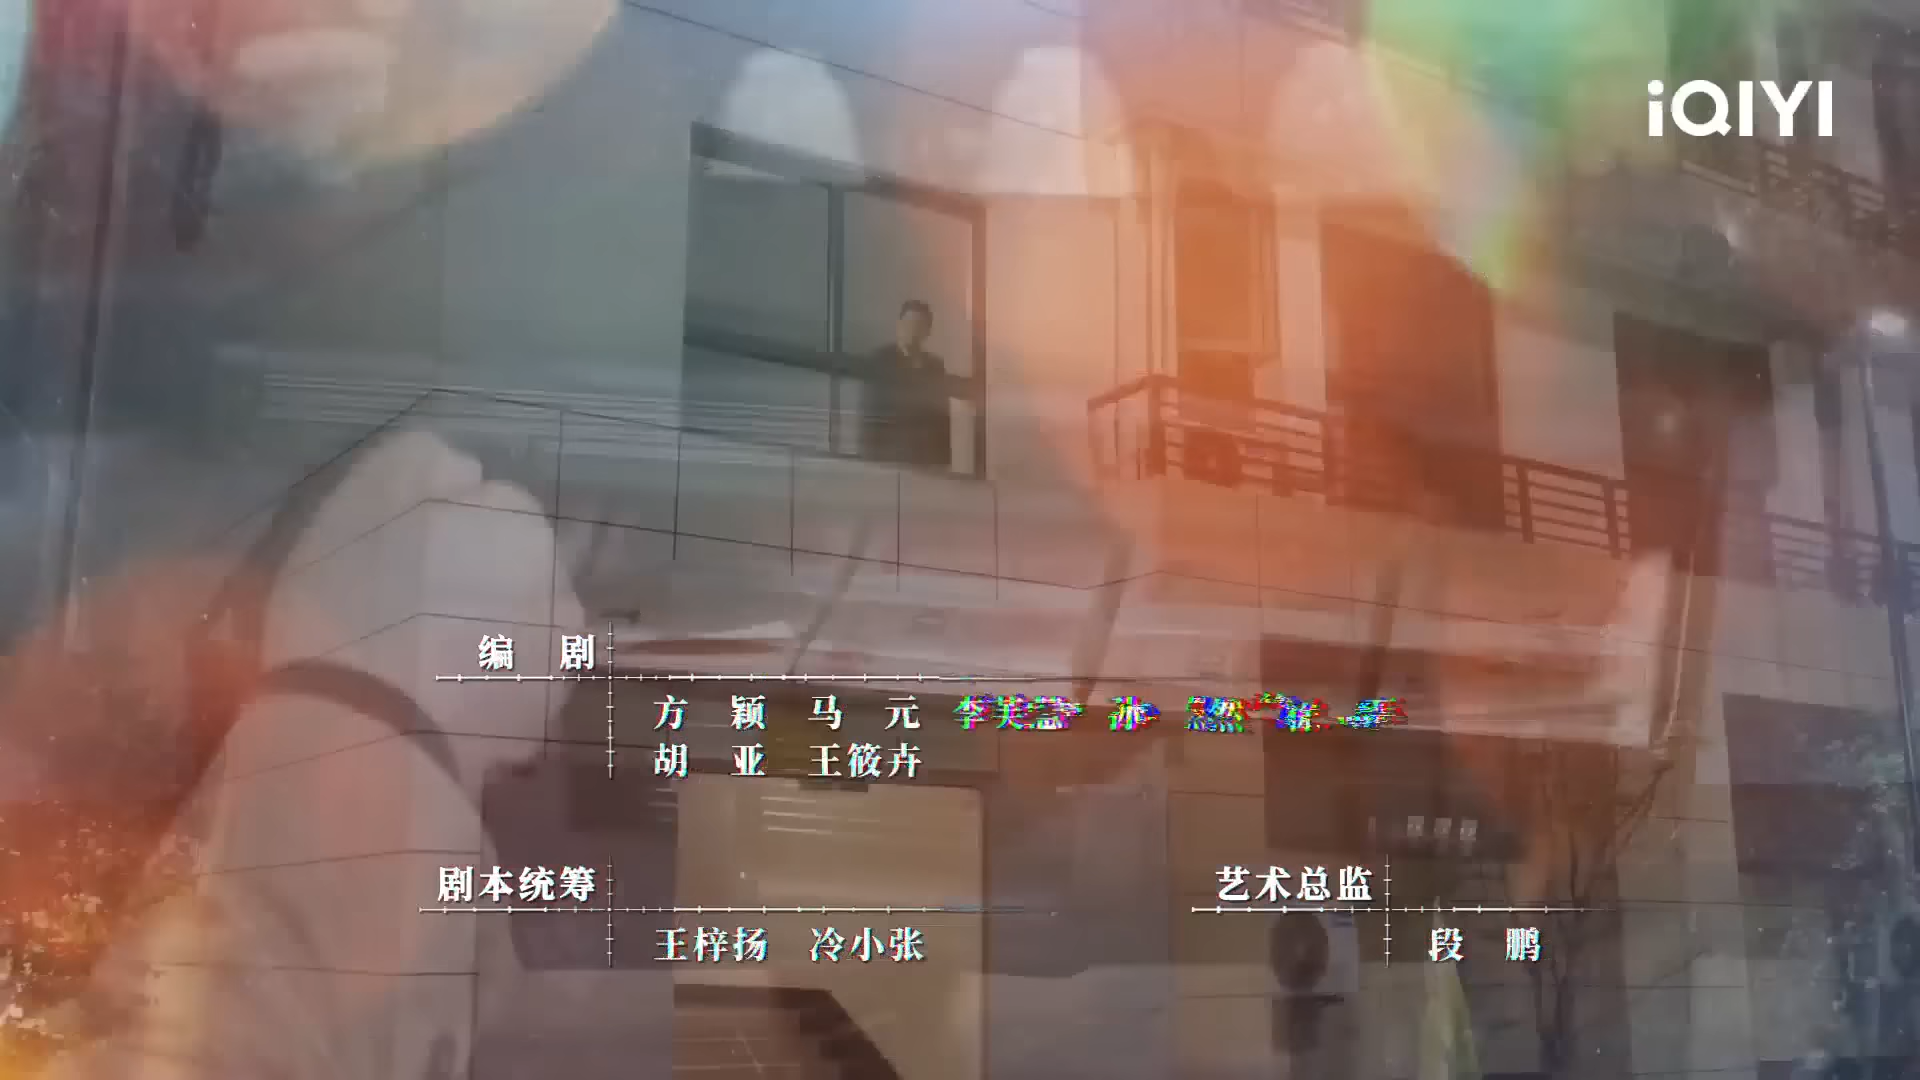 iQIYI
编 剧
方 颖 马 元
胡 亚 王筱卉
剧本统筹
王梓扬 冷小张
艺术总监
段 鹏